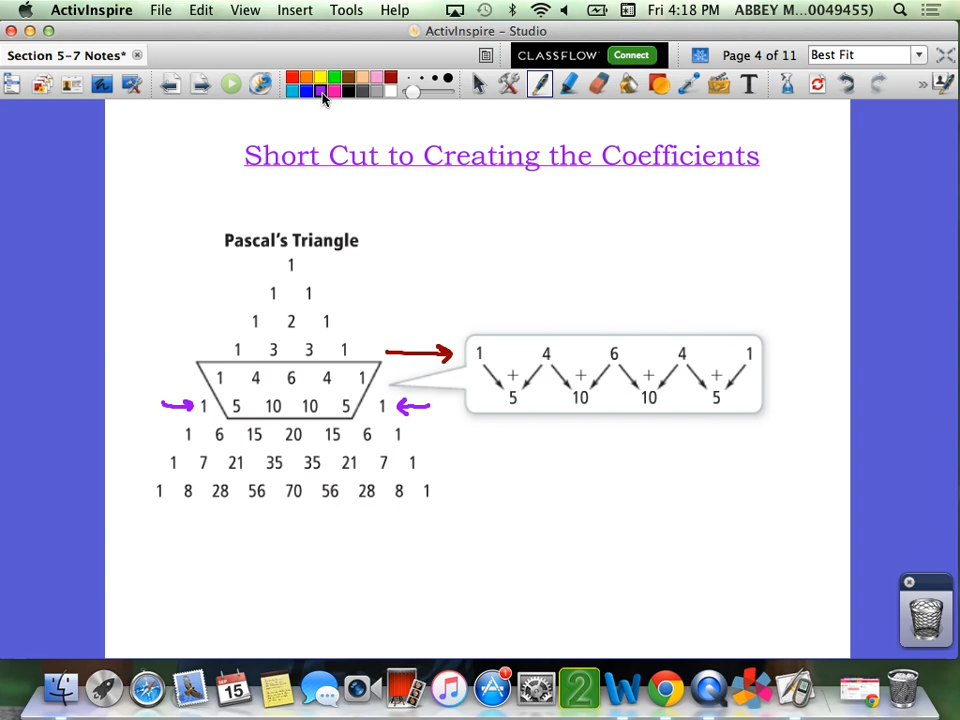 ActivInspire File Edit View Insert Tools Help Fri 4:18 PM ABBEY M...0049455)
ActivInspire – Studio
Section 5-7 Notes* CLASSFLOW Connect Page 4 of 11 Best Fit
T »
Short Cut to Creating the Coefficients
Pascal's Triangle
1
1 1
1 2 1
1 3 3 1
1 4 6 4 1
1 5 10 10 5 1
1 6 15 20 15 6 1
1 7 21 35 35 21 7 1
1 8 28 56 70 56 28 8 1
1 4 6 4 1
+ + + +
5 10 10 5
SEP
15
1
2
W